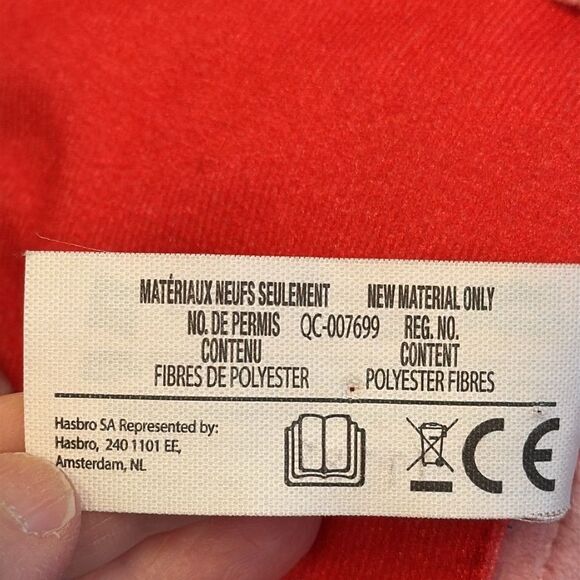 MATÉRIAUX NEUFS SEULEMENT NEW MATERIAL ONLY
NO. DE PERMIS QC-007699 REG. NO.
CONTENU CONTENT
FIBRES DE POLYESTER POLYESTER FIBRES
Hasbro SA Represented by:
Hasbro, 240 1101 EE,
Amsterdam, NL
CE